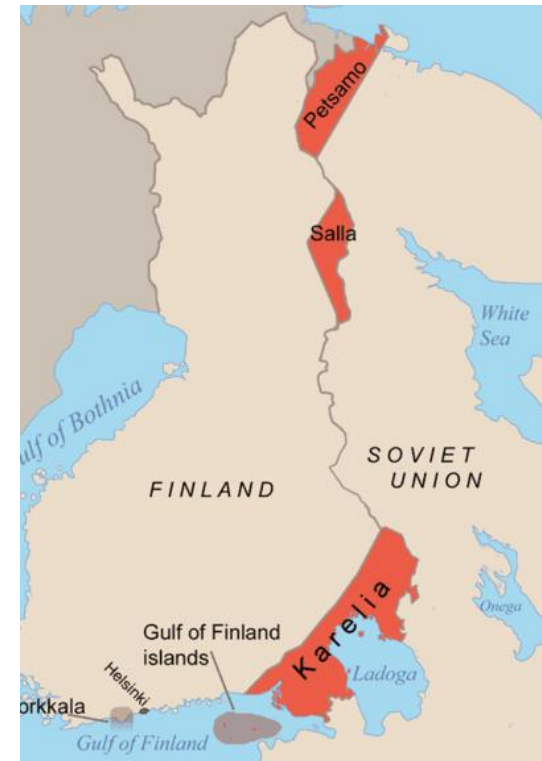 Petsamo
Salla
White
Sea
ulf of Bothnia
SOVIET
UNION
FINLAND
Karelia
Onega
Gulf of Finland
islands
Ladoga
Helsinki
orkkala
Gulf of Finland